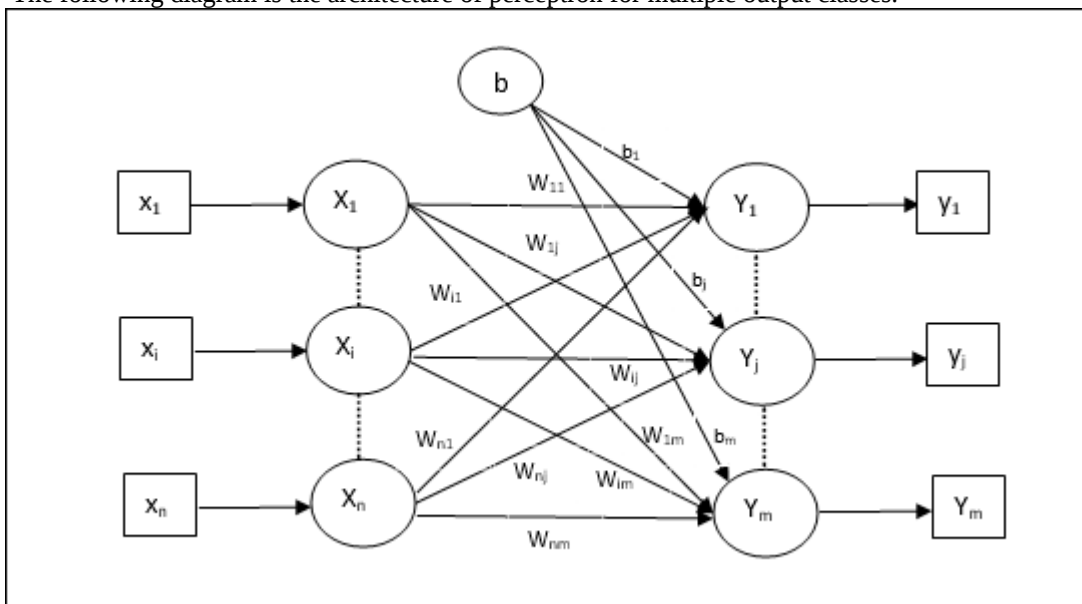 The following diagram is the architecture of perceptron for multiple output classes.
b
b₁
x₁ X₁ W₁₁ Y₁ y₁
W₁ⱼ
Wᵢ₁ bⱼ
xᵢ Xᵢ Yⱼ yⱼ
Wᵢⱼ
Wₙ₁ W₁ₘ bₘ
Wₙⱼ Wᵢₘ
xₙ Xₙ Yₘ Yₘ
Wₙₘ